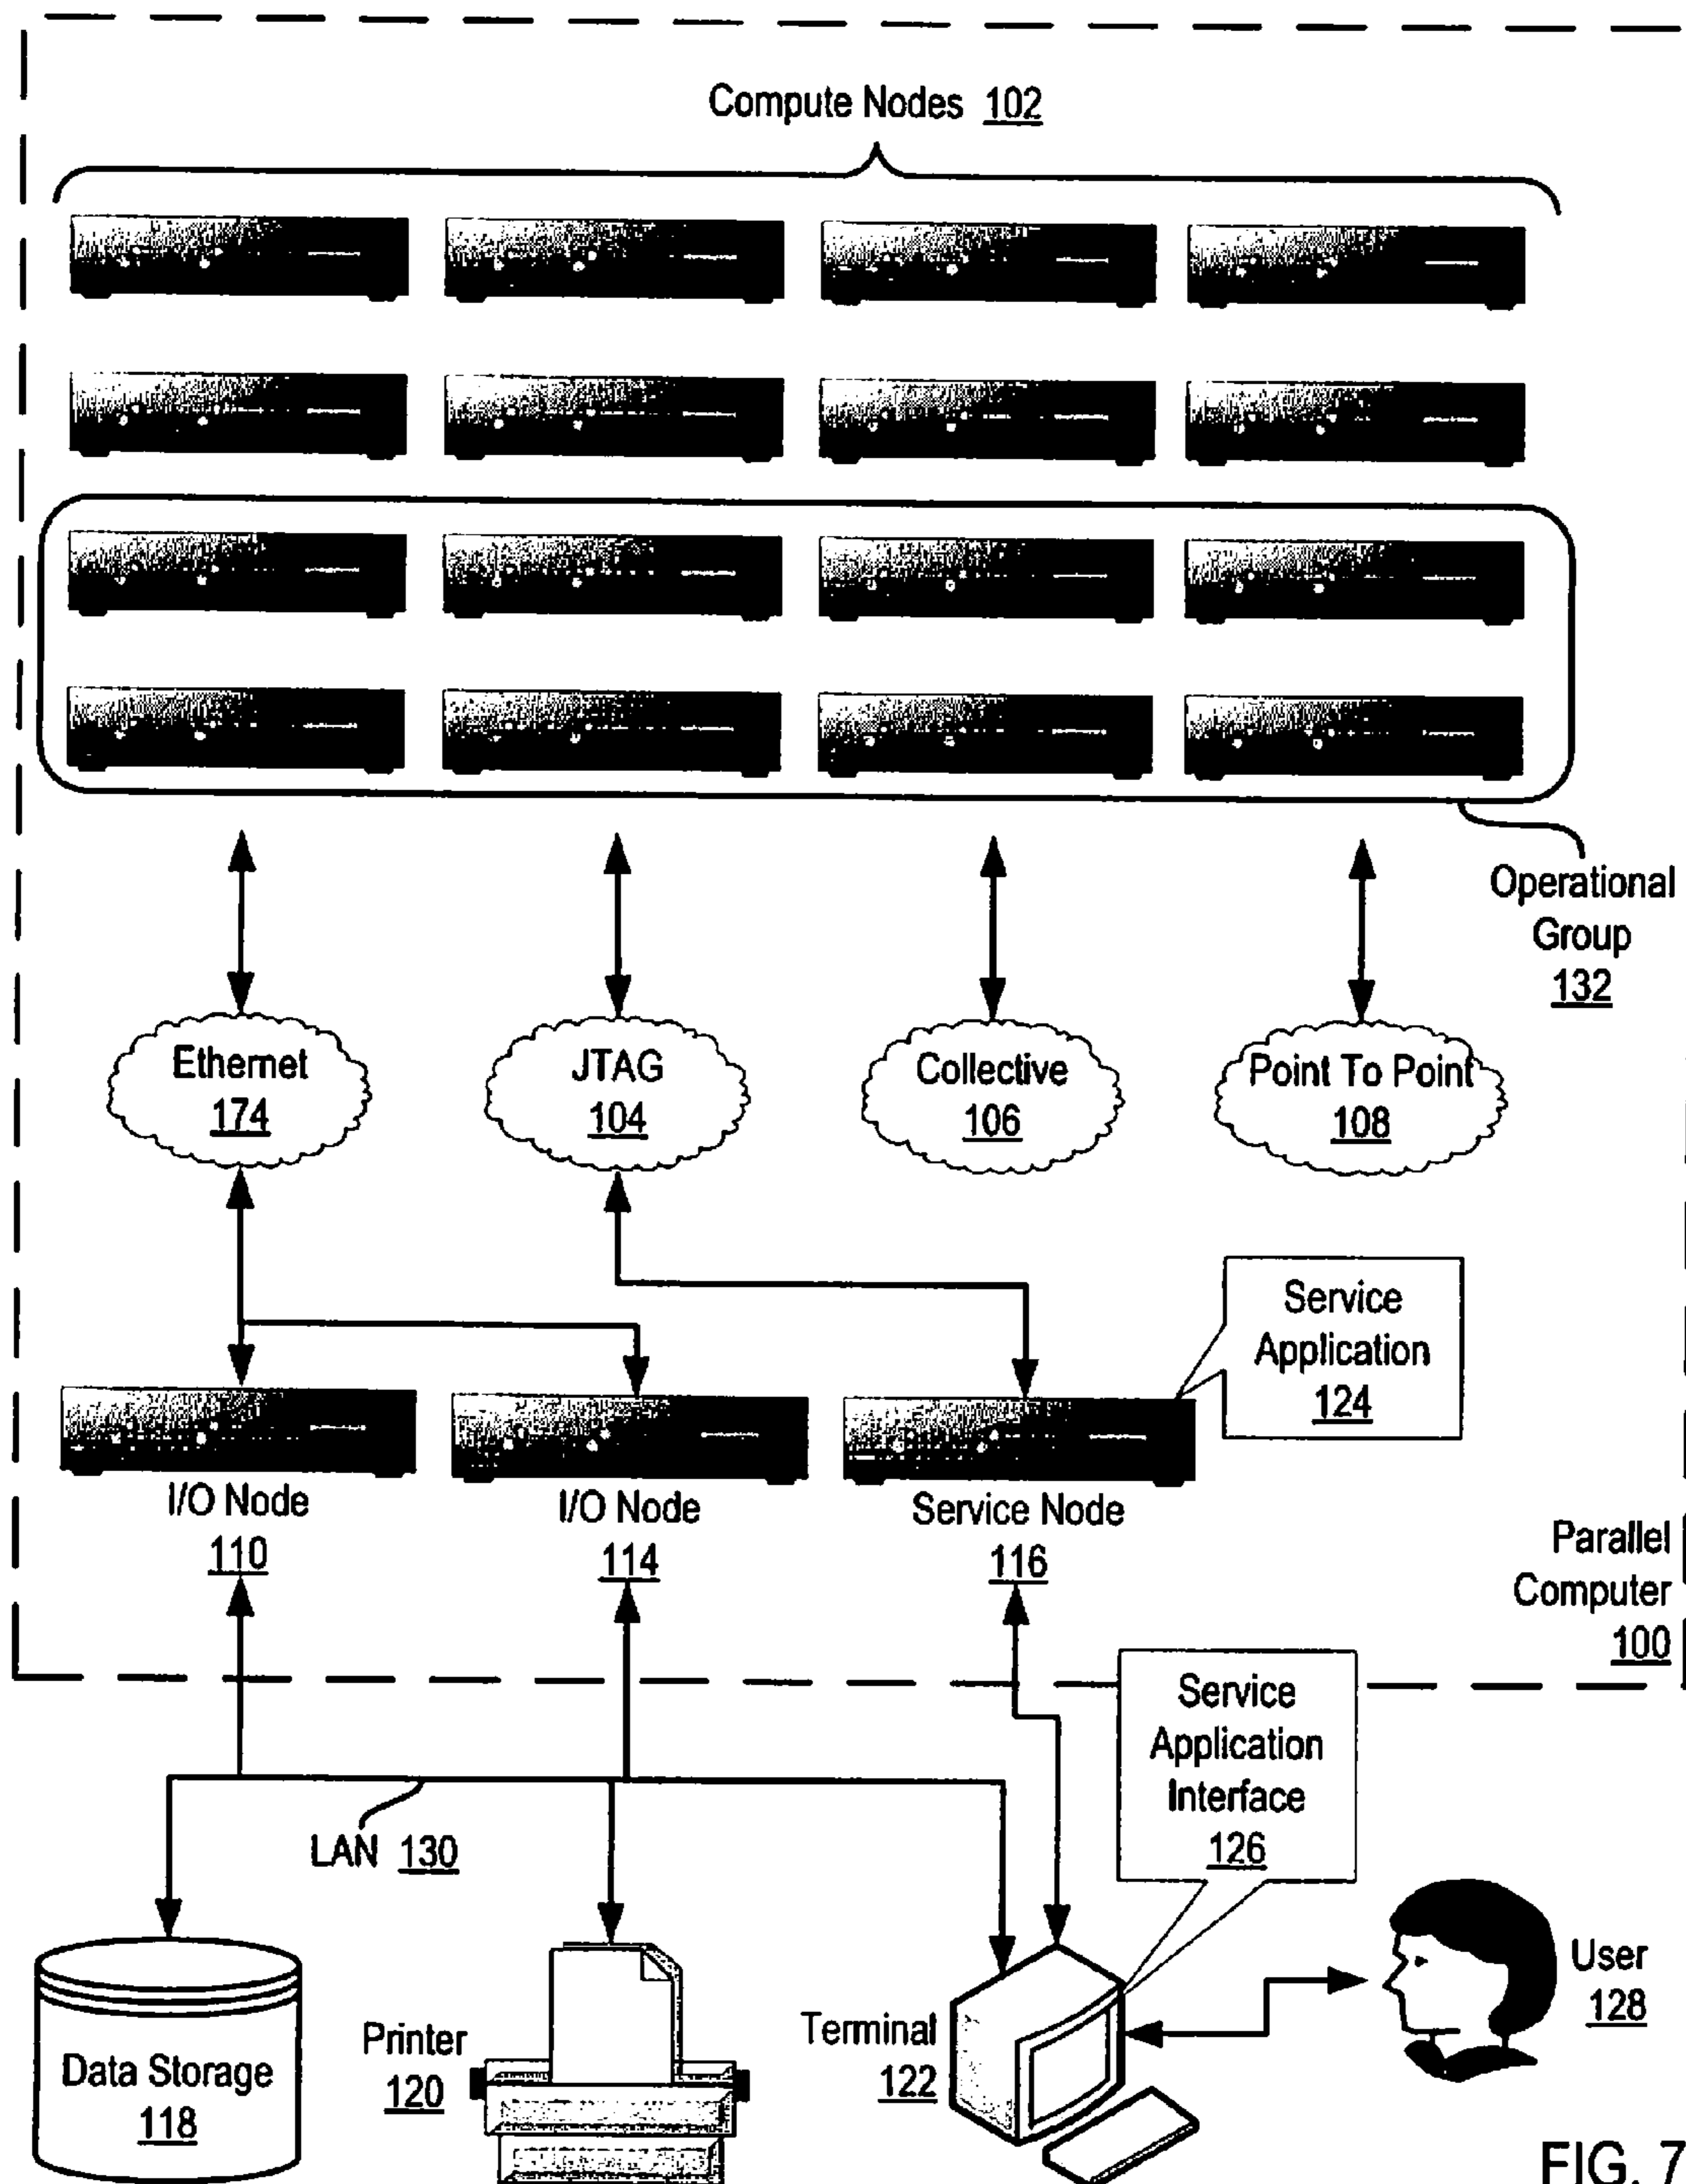 Compute Nodes 102
Operational
Group
132
Ethernet
174
JTAG
104
Collective
106
Point To Point
108
Service
Application
124
I/O Node
110
I/O Node
114
Service Node
116
Parallel
Computer
100
Service
Application
Interface
126
LAN 130
Data Storage
118
Printer
120
Terminal
122
User
128
FIG. 7